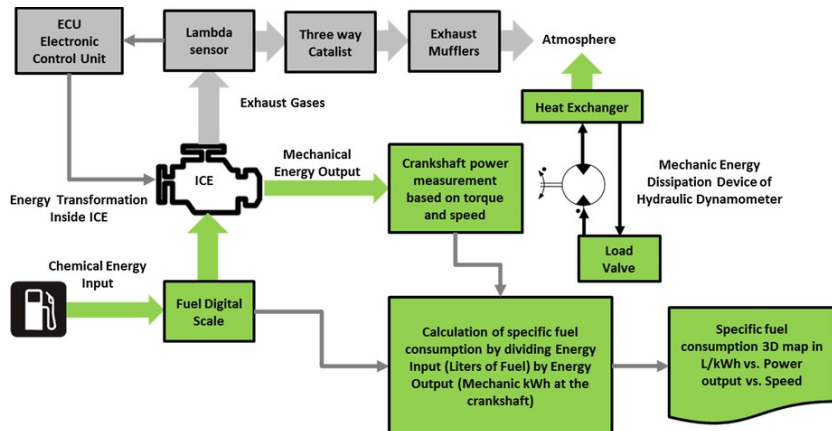 ECU
Electronic
Control Unit
Lambda
sensor
Three way
Catalist
Exhaust
Mufflers
Atmosphere
Exhaust Gases
Heat Exchanger
ICE
Mechanical
Energy Output
Crankshaft power
measurement
based on torque
and speed
Mechanic Energy
Dissipation Device of
Hydraulic Dynamometer
Energy Transformation
Inside ICE
Load
Valve
Chemical Energy
Input
Fuel Digital
Scale
Calculation of specific fuel
consumption by dividing Energy
Input (Liters of Fuel) by Energy
Output (Mechanic kWh at the
crankshaft)
Specific fuel
consumption 3D map in
L/kWh vs. Power
output vs. Speed